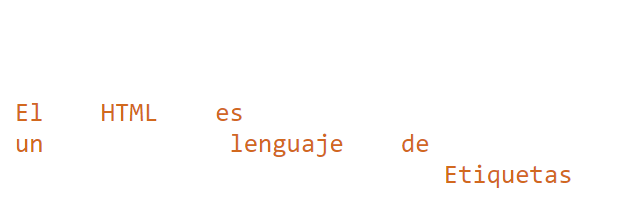 El    HTML    es
un             lenguaje    de
                              Etiquetas